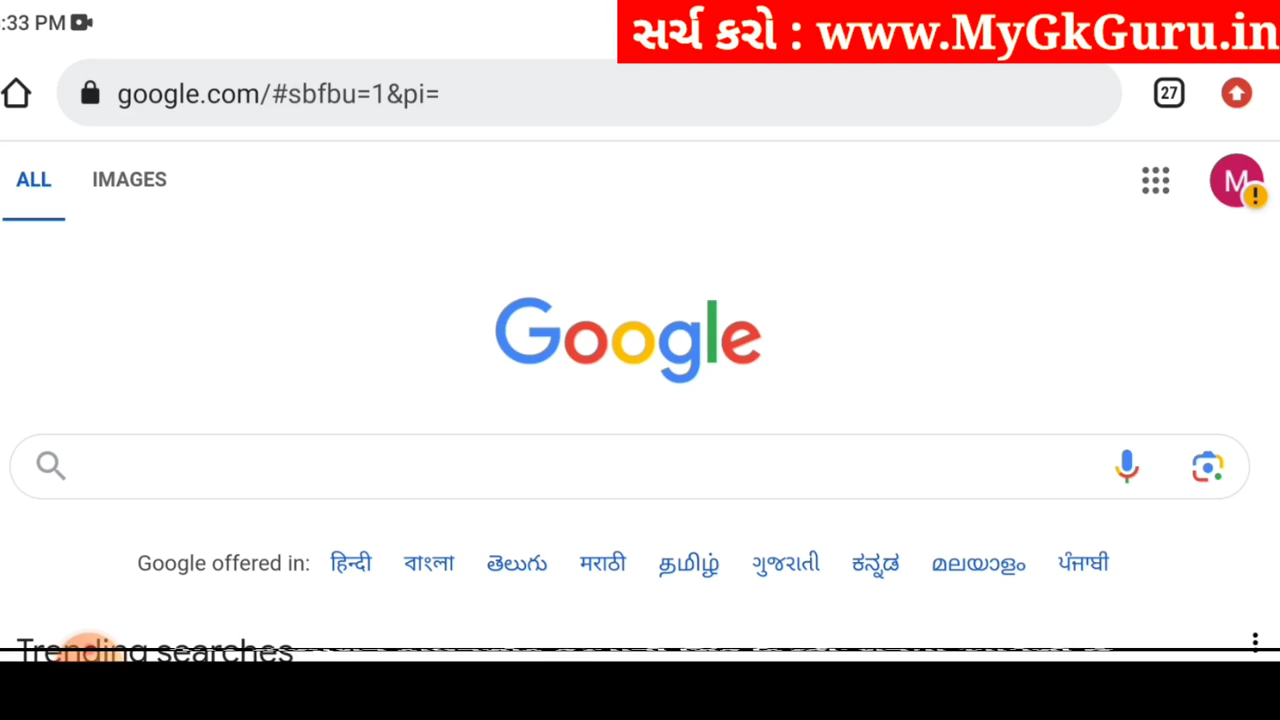 :33 PM
સર્ચ કરો : www.MyGkGuru.in
google.com/#sbfbu=1&pi=
27
ALL IMAGES
M
Google
Google offered in: हिन्दी বাংলা తెలుగు मराठी தமிழ் ગુજરાતી ಕನ್ನಡ മലയാളം ਪੰਜਾਬੀ
Trending searches